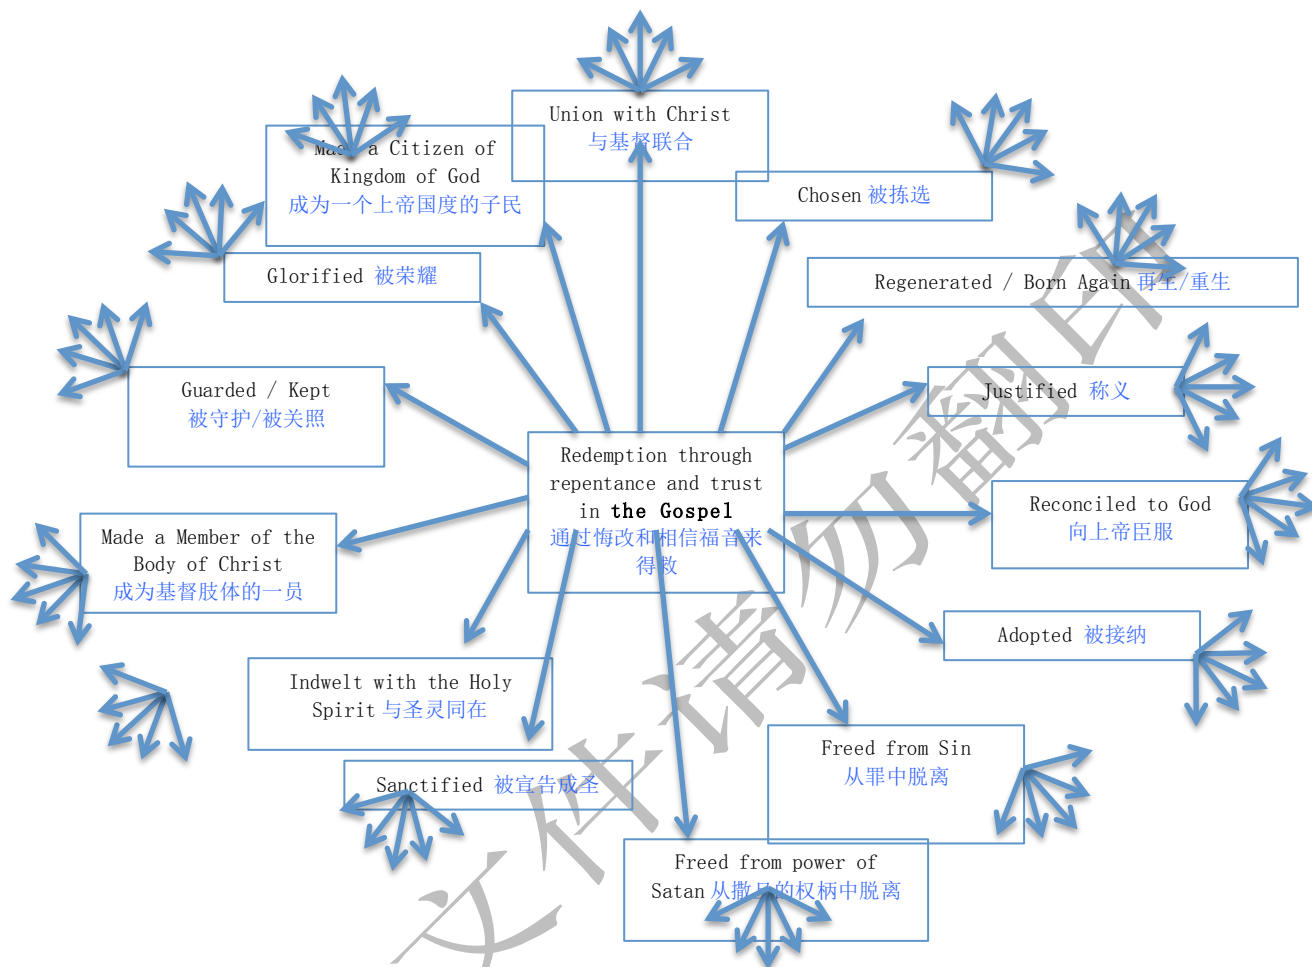 Union with Christ
与基督联合
Made a Citizen of
Kingdom of God
成为一个上帝国度的子民
Chosen 被拣选
Glorified 被荣耀
Regenerated / Born Again 再生/重生
Guarded / Kept
被守护/被关照
Justified 称义
Redemption through
repentance and trust
in the Gospel
通过悔改和相信福音来
得救
Reconciled to God
向上帝臣服
Made a Member of the
Body of Christ
成为基督肢体的一员
Adopted 被接纳
Indwelt with the Holy
Spirit 与圣灵同在
Freed from Sin
从罪中脱离
Sanctified 被宣告成圣
Freed from power of
Satan 从撒旦的权柄中脱离
文件请勿翻印